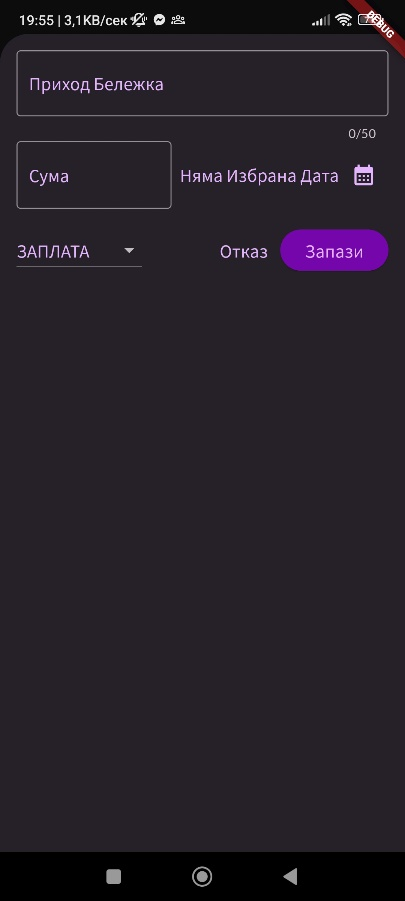 19:55 | 3,1KB/сек
DEBUG
Приход Бележка
0/50
Сума
Няма Избрана Дата
ЗАПЛАТА
Отказ
Запази